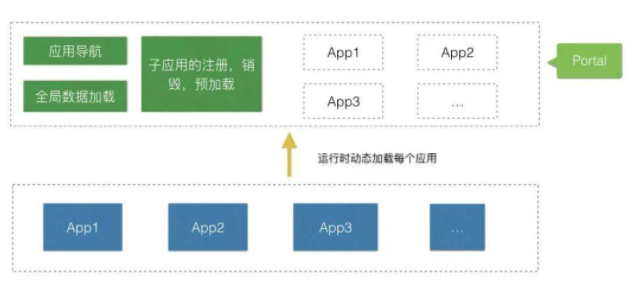 应用导航
全局数据加载
子应用的注册，销
毁，预加载
App1
App2
App3
...
Portal
运行时动态加载每个应用
App1
App2
App3
...